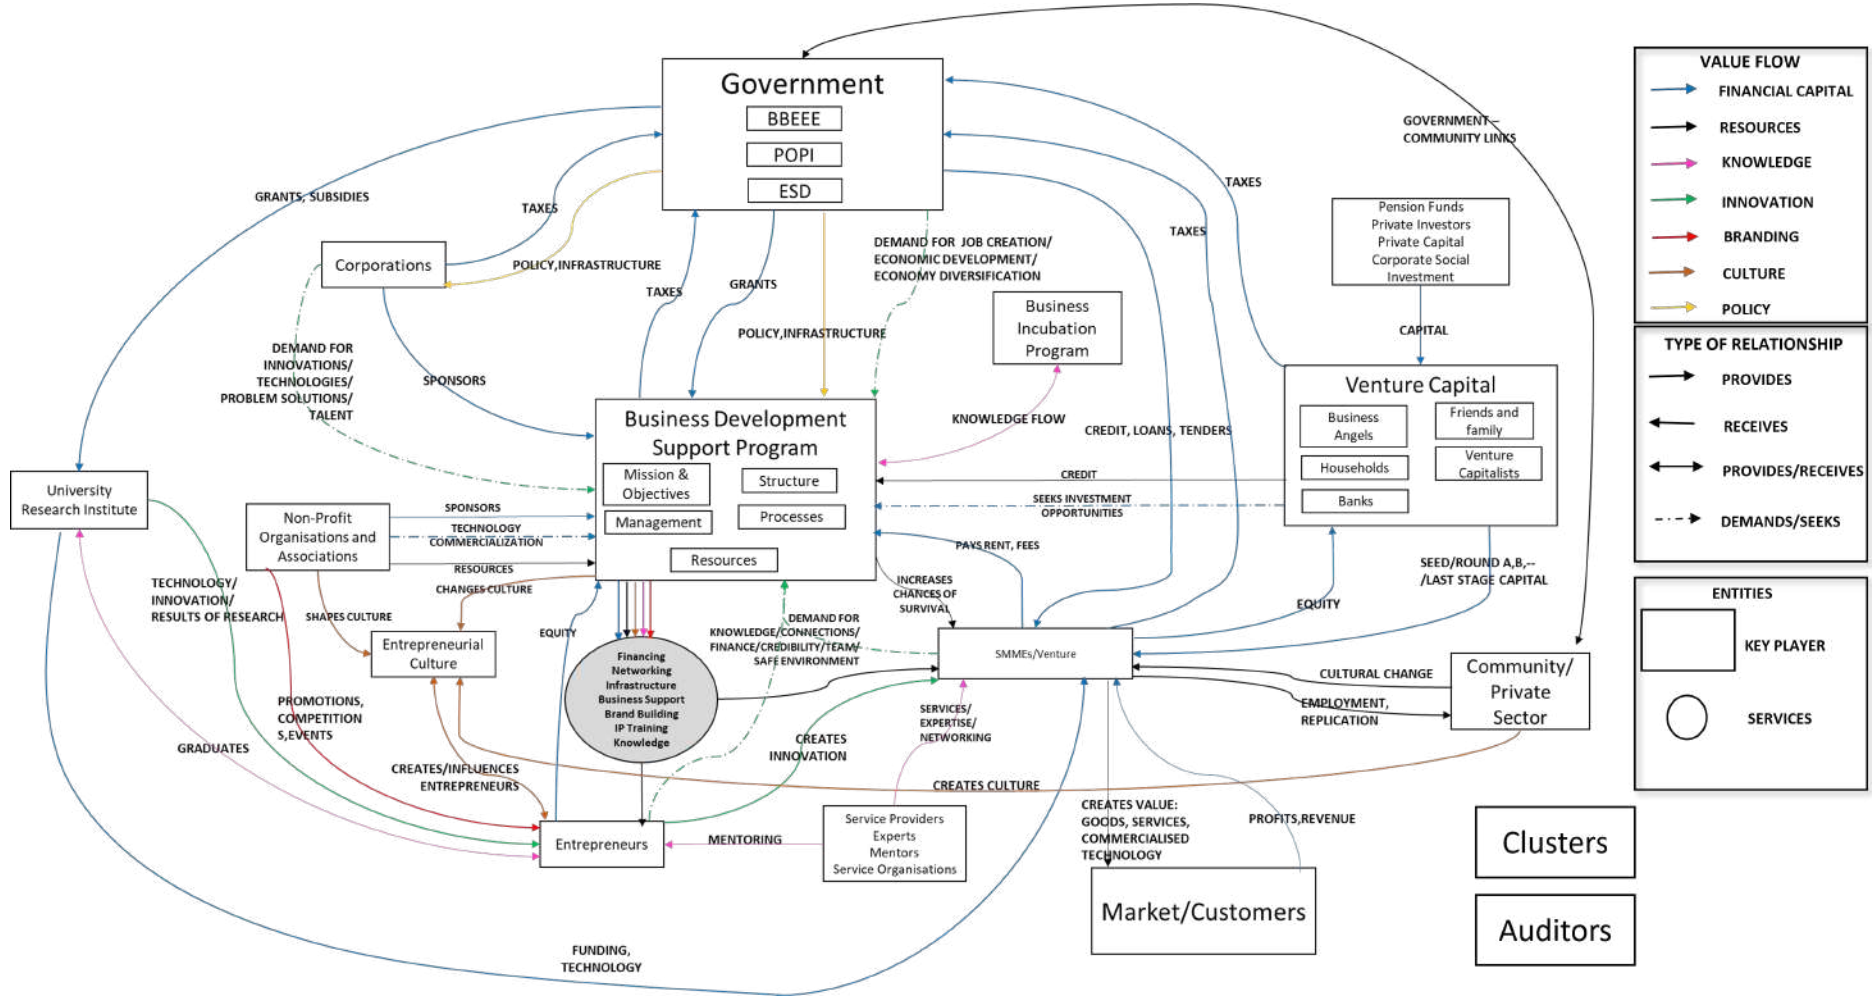 Government
BBEEE
POPI
ESD
GOVERNMENT –
COMMUNITY LINKS
GRANTS, SUBSIDIES
TAXES
TAXES
TAXES
Corporations
POLICY,INFRASTRUCTURE
TAXES
GRANTS
DEMAND FOR JOB CREATION/
ECONOMIC DEVELOPMENT/
ECONOMY DIVERSIFICATION
Pension Funds
Private Investors
Private Capital
Corporate Social
Investment
POLICY,INFRASTRUCTURE
Business
Incubation
Program
CAPITAL
DEMAND FOR
INNOVATIONS/
TECHNOLOGIES/
PROBLEM SOLUTIONS/
TALENT
SPONSORS
Business Development
Support Program
Mission &
Objectives
Structure
Management
Processes
Resources
KNOWLEDGE FLOW
CREDIT, LOANS, TENDERS
Venture Capital
Business
Angels
Friends and
family
Households
Venture
Capitalists
Banks
CREDIT
SEEKS INVESTMENT
OPPORTUNITIES
University
Research Institute
Non-Profit
Organisations and
Associations
SPONSORS
TECHNOLOGY
COMMERCIALIZATION
RESOURCES
PAYS RENT, FEES
SEED/ROUND A,B,--
/LAST STAGE CAPITAL
EQUITY
TECHNOLOGY/
INNOVATION/
RESULTS OF RESEARCH
CHANGES CULTURE
SHAPES CULTURE
INCREASES
CHANCES OF
SURVIVAL
Entrepreneurial
Culture
EQUITY
DEMAND FOR
KNOWLEDGE/CONNECTIONS/
FINANCE/CREDIBILITY/TEAM/
SAFE ENVIRONMENT
SMMEs/Venture
Financing
Networking
Infrastructure
Business Support
Brand Building
IP Training
Knowledge
CULTURAL CHANGE
EMPLOYMENT,
REPLICATION
Community/
Private
Sector
PROMOTIONS,
COMPETITION
S,EVENTS
GRADUATES
CREATES/INFLUENCES
ENTREPRENEURS
CREATES
INNOVATION
SERVICES/
EXPERTISE/
NETWORKING
CREATES CULTURE
Entrepreneurs
MENTORING
Service Providers
Experts
Mentors
Service Organisations
CREATES VALUE:
GOODS, SERVICES,
COMMERCIALISED
TECHNOLOGY
PROFITS,REVENUE
Market/Customers
FUNDING,
TECHNOLOGY
VALUE FLOW
FINANCIAL CAPITAL
RESOURCES
KNOWLEDGE
INNOVATION
BRANDING
CULTURE
POLICY
TYPE OF RELATIONSHIP
PROVIDES
RECEIVES
PROVIDES/RECEIVES
DEMANDS/SEEKS
ENTITIES
KEY PLAYER
SERVICES
Clusters
Auditors